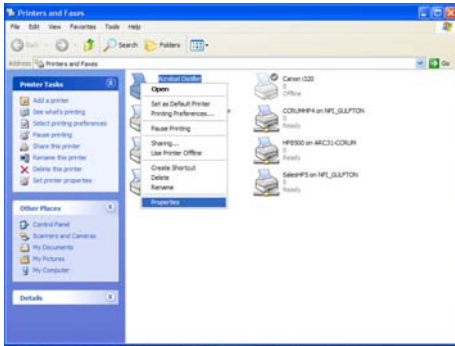 Printers and Faxes
File Edit View Favorites Tools Help
Back Search Folders
Address Printers and Faxes Go
Printer Tasks
Add a printer
See what's printing
Select printing preferences
Pause printing
Share this printer
Rename this printer
Delete this printer
Set printer properties
Other Places
Control Panel
Scanners and Cameras
My Documents
My Pictures
My Computer
Details
Acrobat Distiller
Open
Set as Default Printer
Printing Preferences...
Pause Printing
Sharing...
Use Printer Offline
Create Shortcut
Delete
Rename
Properties
Canon i320
0
Offline
0
Ready
HP8500 on ARC31-CORUM
0
Ready
SalesHP5 on NPI_GULFTON
0
Ready